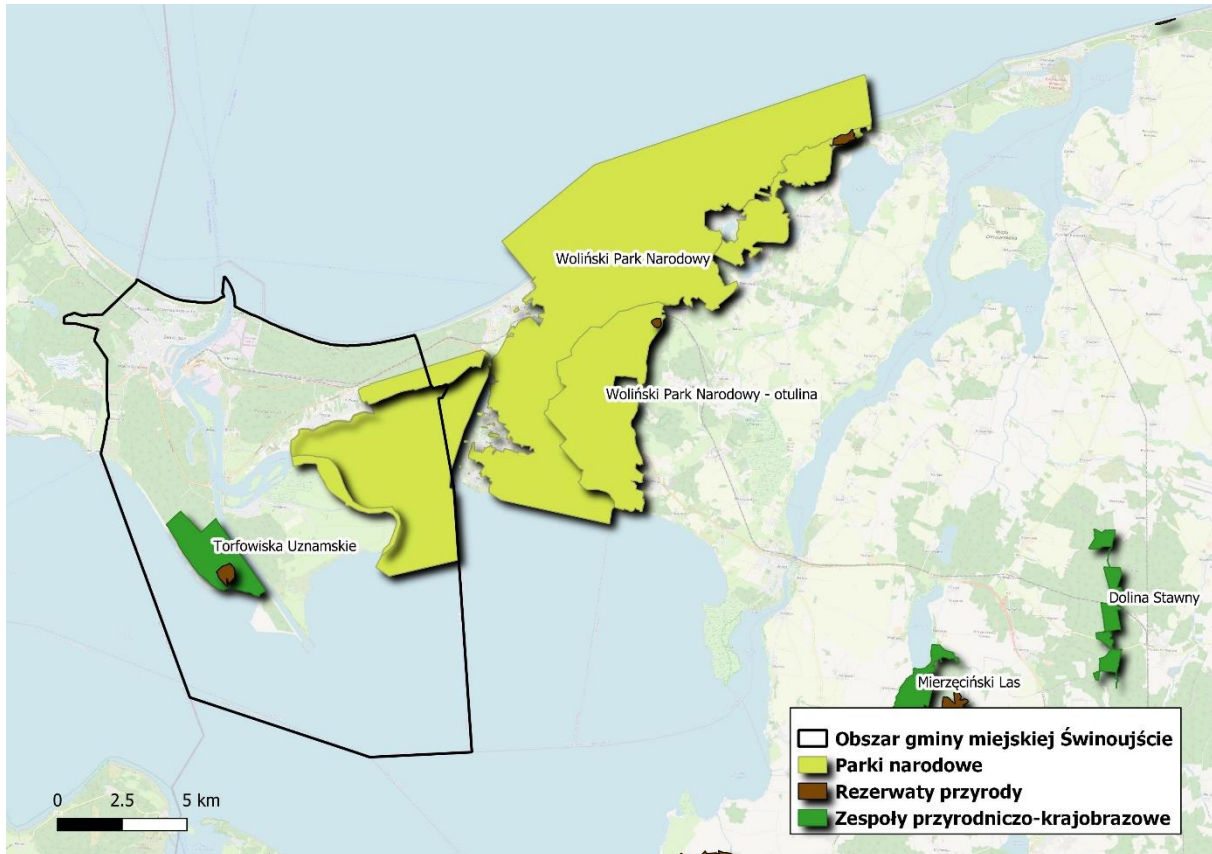 Woliński Park Narodowy
Woliński Park Narodowy - otulina
Torfowiska Uznamskie
Dolina Stawny
Mierzęciński Las
Obszar gminy miejskiej Świnoujście
Parki narodowe
Rezerwaty przyrody
Zespoły przyrodniczo-krajobrazowe
0 2.5 5 km